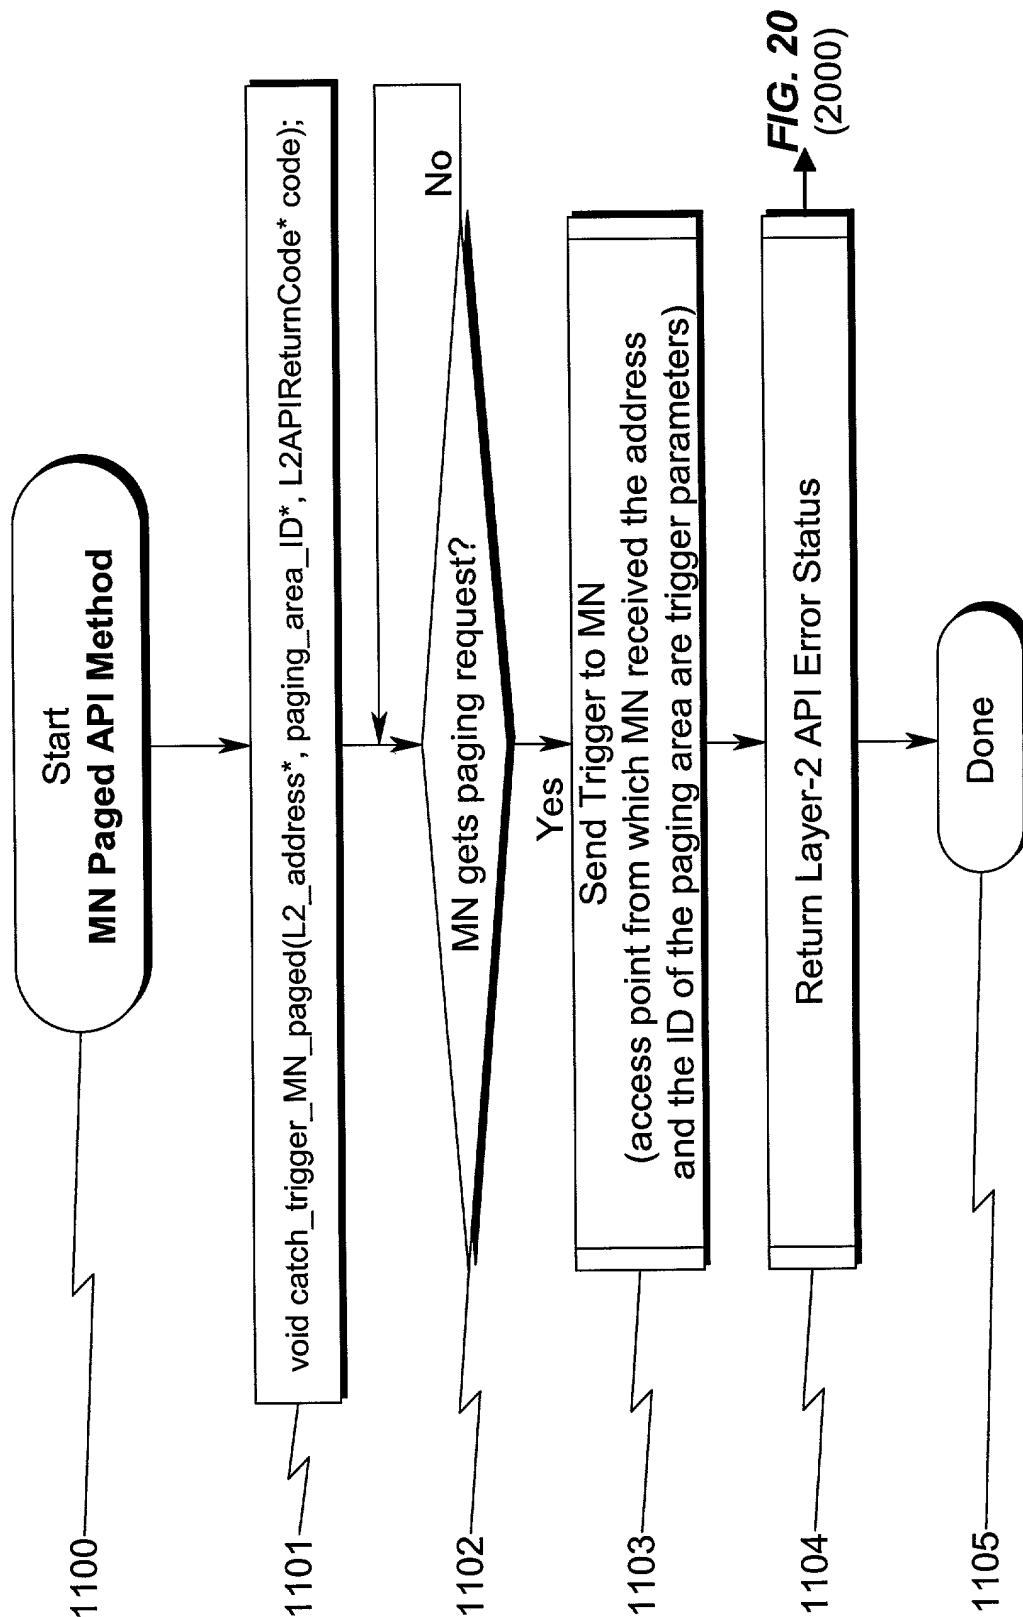 1100
Start
MN Paged API Method
1101
void catch_trigger_MN_paged(L2_address*, paging_area_ID*, L2APIReturnCode* code);
1102
MN gets paging request?
No
Yes
1103
Send Trigger to MN
(access point from which MN received the address
and the ID of the paging area are trigger parameters)
1104
Return Layer-2 API Error Status
FIG. 20
(2000)
1105
Done